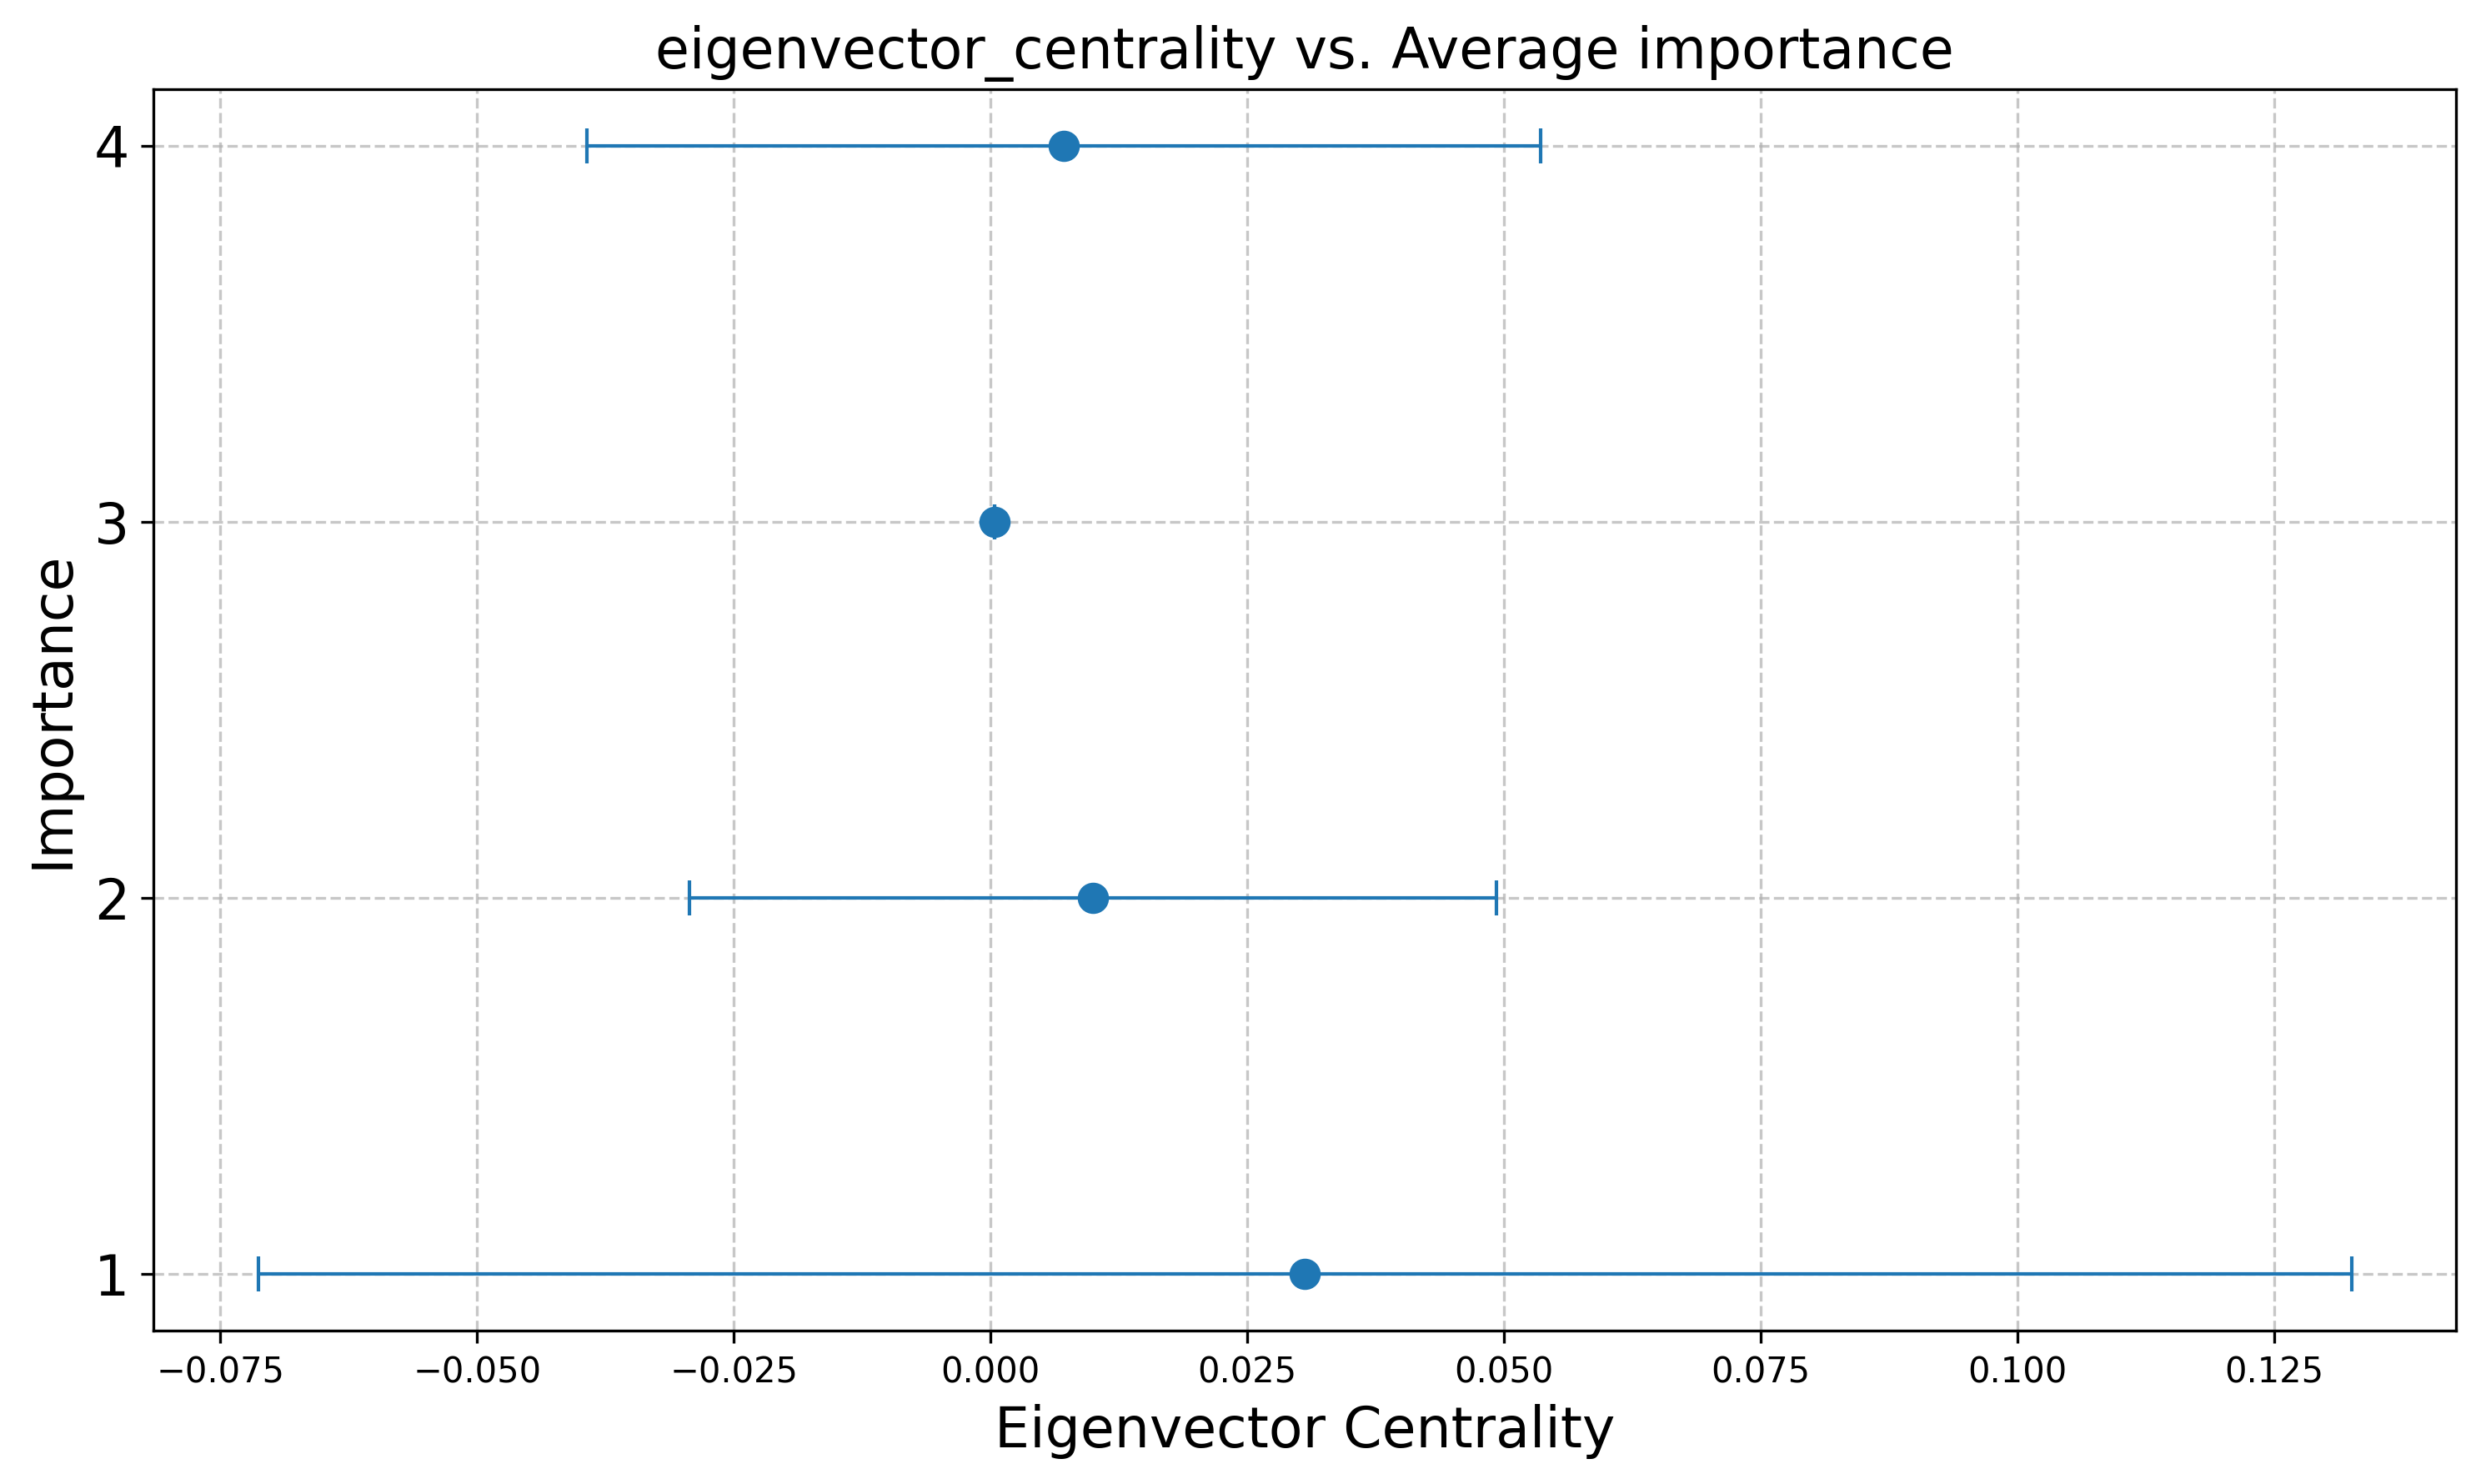 eigenvector_centrality vs. Average importance
4
3
2
1
Importance
−0.075 −0.050 −0.025 0.000 0.025 0.050 0.075 0.100 0.125
Eigenvector Centrality